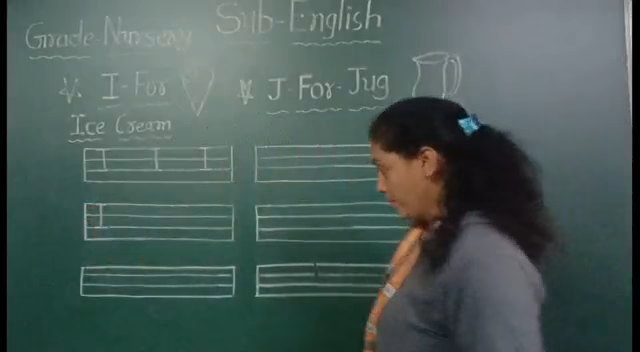 Sub-English
Grade Nursery
I-For
Ice Cream
J-For-Jug
I I I
I